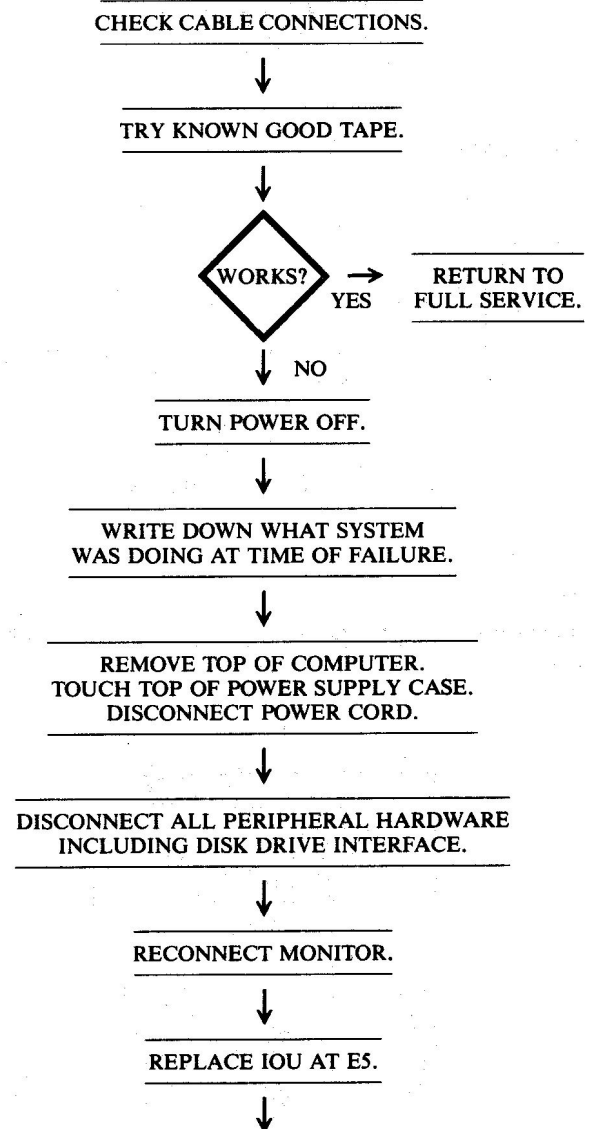 CHECK CABLE CONNECTIONS.
TRY KNOWN GOOD TAPE.
WORKS?
YES
RETURN TO
FULL SERVICE.
NO
TURN POWER OFF.
WRITE DOWN WHAT SYSTEM
WAS DOING AT TIME OF FAILURE.
REMOVE TOP OF COMPUTER.
TOUCH TOP OF POWER SUPPLY CASE.
DISCONNECT POWER CORD.
DISCONNECT ALL PERIPHERAL HARDWARE
INCLUDING DISK DRIVE INTERFACE.
RECONNECT MONITOR.
REPLACE IOU AT E5.